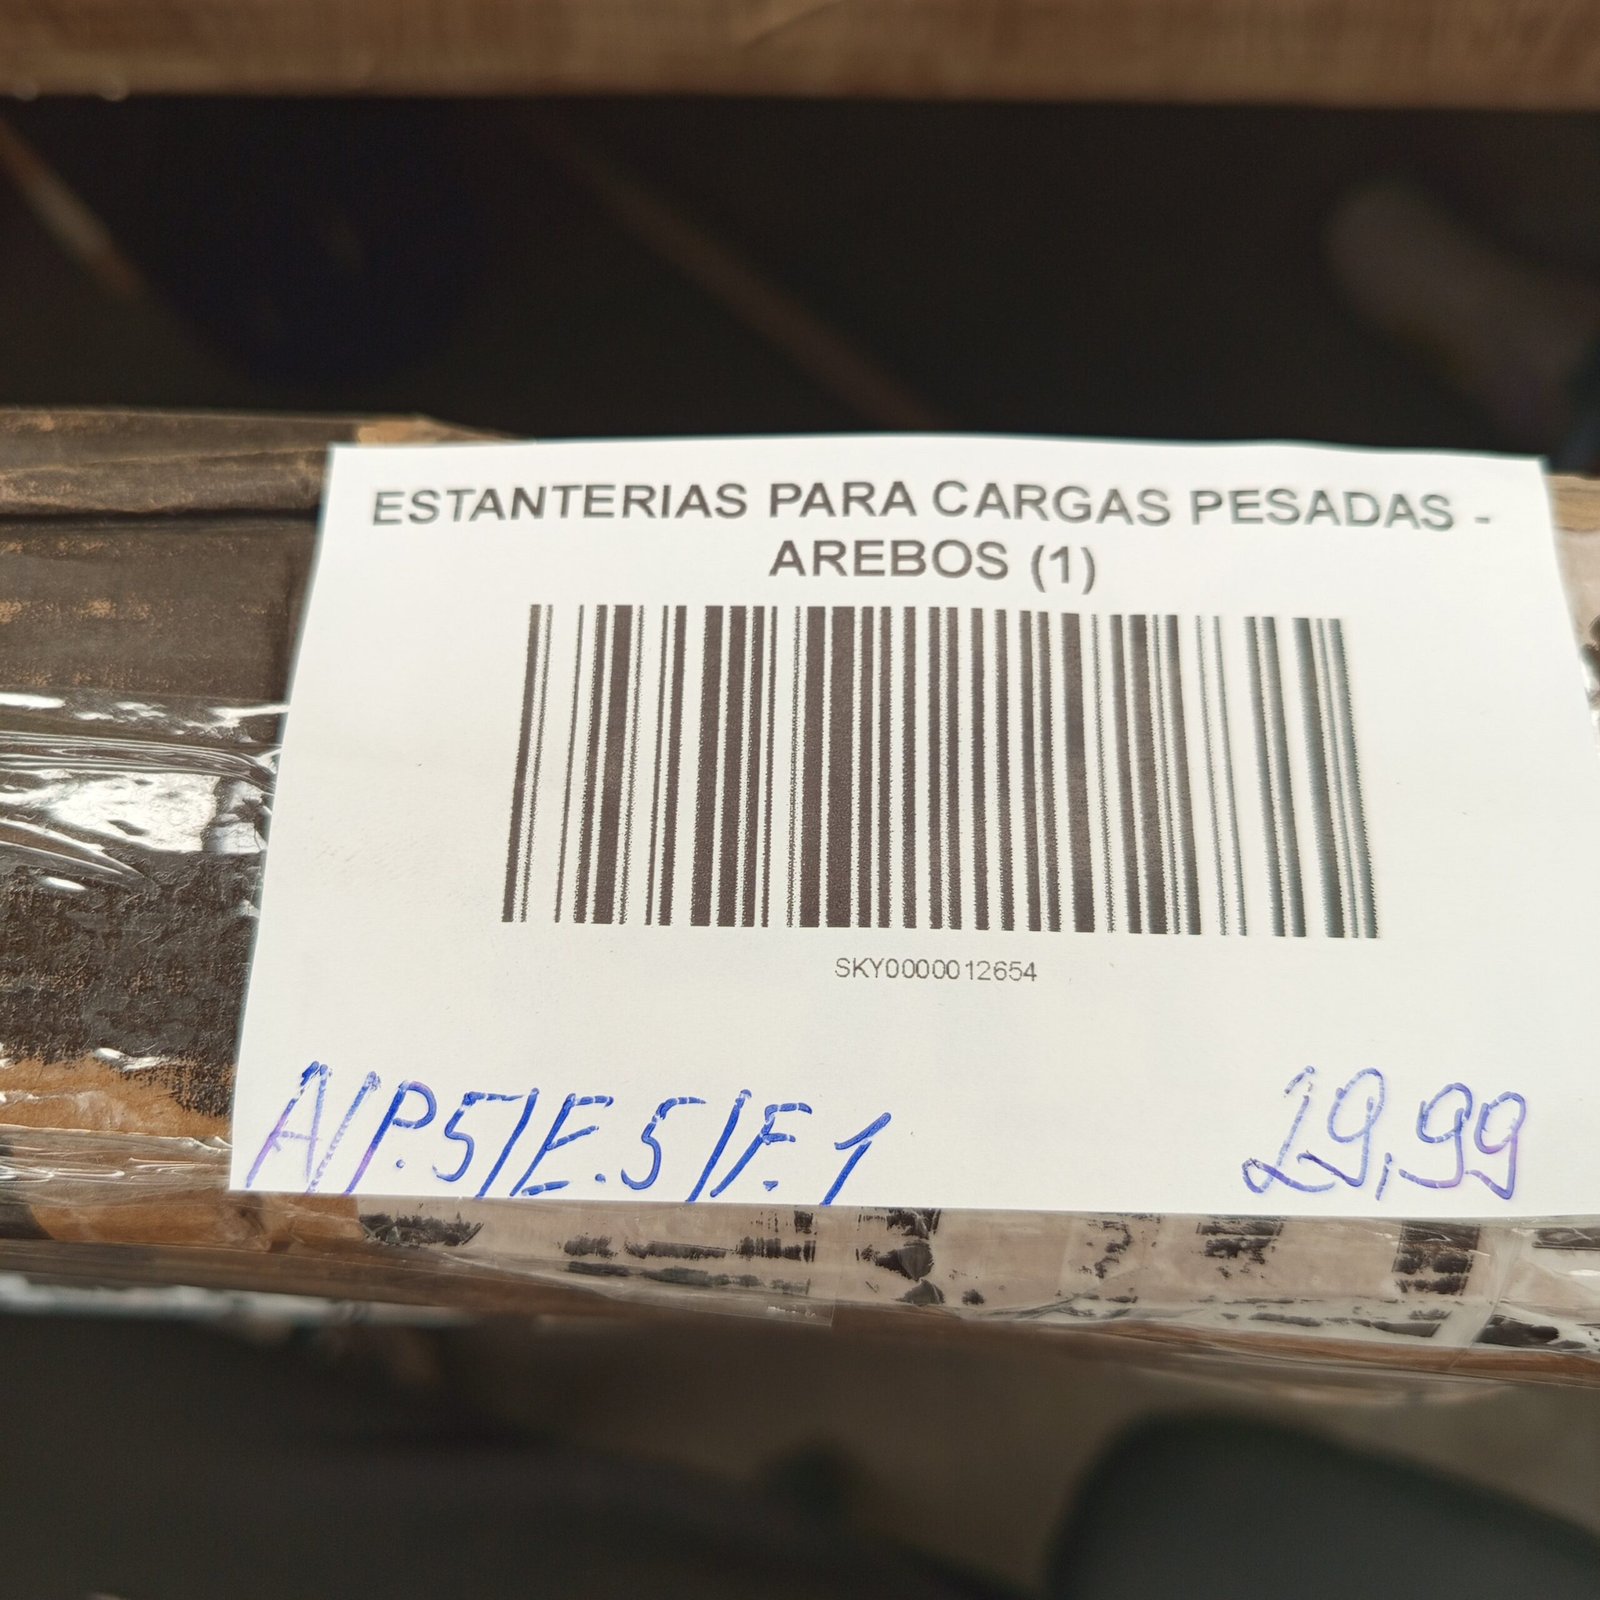 ESTANTERIAS PARA CARGAS PESADAS -
AREBOS (1)
SKY0000012654
A/P.5/E.5/F.1
29,99